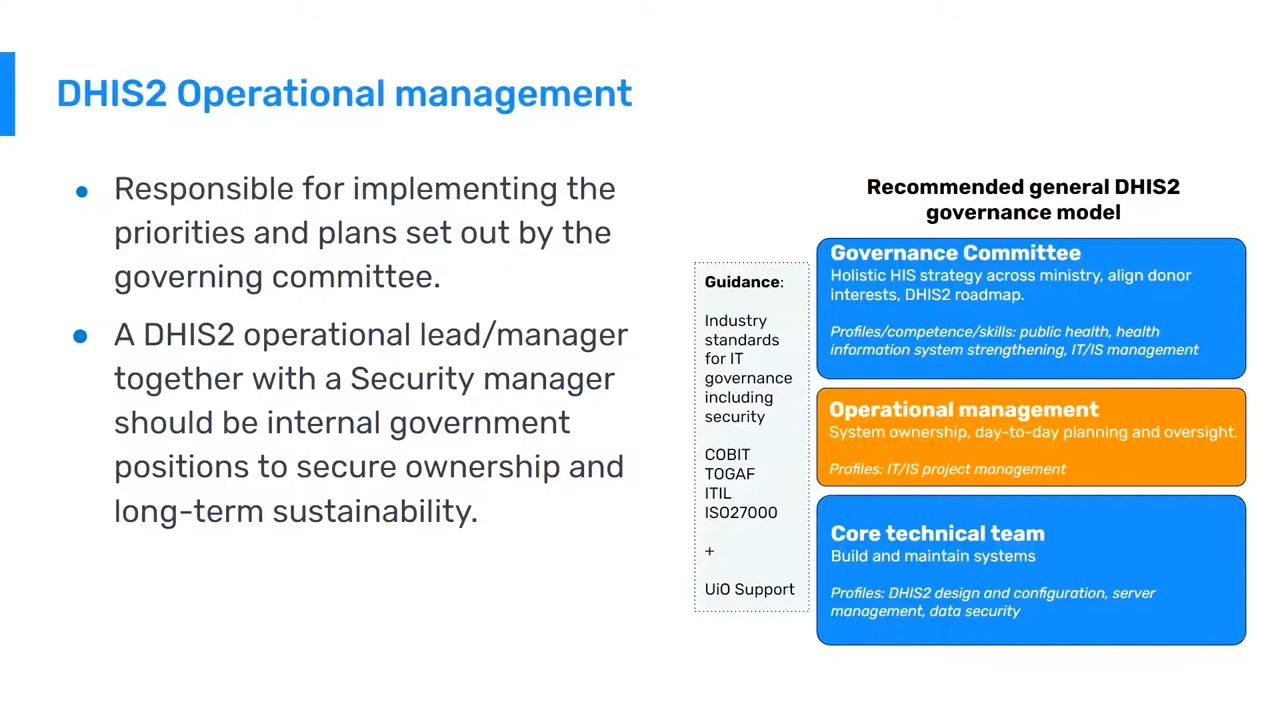 DHIS2 Operational management
● Responsible for implementing the
priorities and plans set out by the
governing committee.
● A DHIS2 operational lead/manager
together with a Security manager
should be internal government
positions to secure ownership and
long-term sustainability.
Recommended general DHIS2
governance model
Guidance:
Industry
standards
for IT
governance
including
security
COBIT
TOGAF
ITIL
ISO27000
+
UiO Support
Governance Committee
Holistic HIS strategy across ministry, align donor
interests, DHIS2 roadmap.
Profiles/competence/skills: public health, health
information system strengthening, IT/IS management
Operational management
System ownership, day-to-day planning and oversight.
Profiles: IT/IS project management
Core technical team
Build and maintain systems
Profiles: DHIS2 design and configuration, server
management, data security